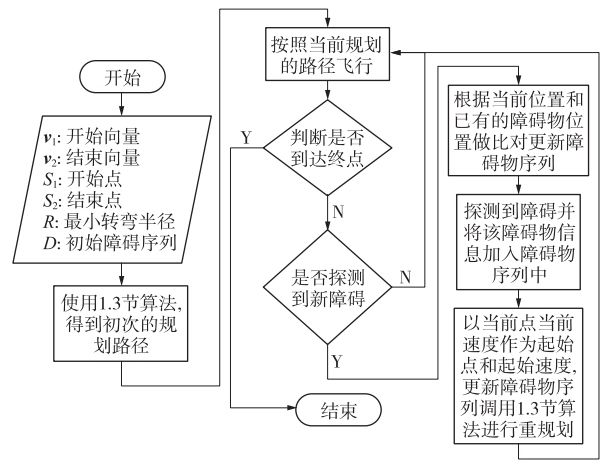 开始
v₁: 开始向量
v₂: 结束向量
S₁: 开始点
S₂: 结束点
R: 最小转弯半径
D: 初始障碍序列
使用1.3节算法,
得到初次的规
划路径
按照当前规划
的路径飞行
判断是否
到达终点
Y
N
是否探测
到新障碍
N
Y
结束
根据当前位置和
已有的障碍物位
置做比对更新障
碍物序列
探测到障碍并
将该障碍物信
息加入障碍物
序列中
以当前点当前
速度作为起始
点和起始速度,
更新障碍物序
列调用1.3节算
法进行重规划